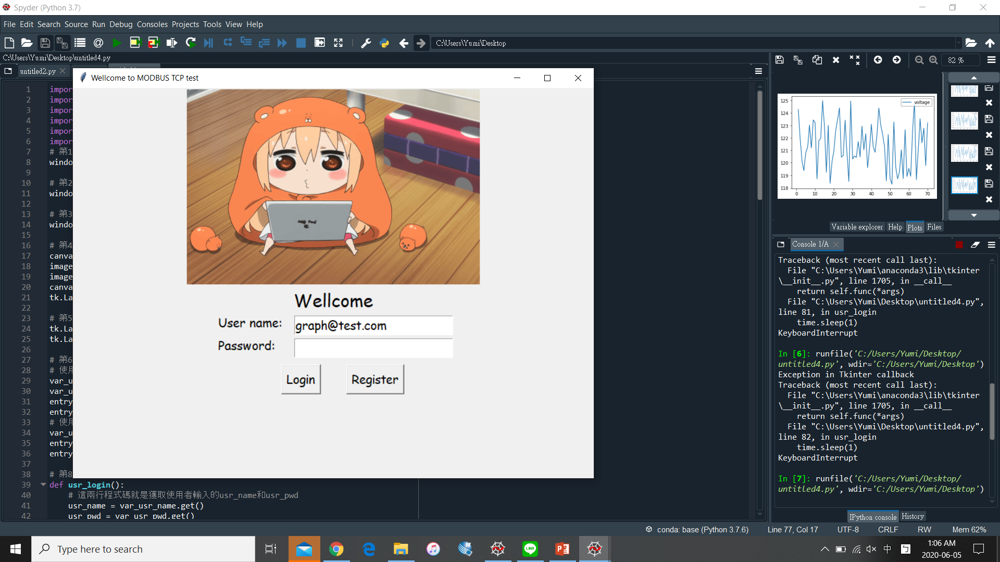 Spyder (Python 3.7)
File Edit Search Source Run Debug Consoles Projects Tools View Help
C:\Users\Yumi\Desktop
C:\Users\Yumi\Desktop\untitled4.py
untitled2.py
82 %
Wellcome to MODBUS TCP test
1 impor
2 impor
3 impor
4 impor
5 impor
6 impor
7 # 第1
8 windo
9
10 # 第2
11 windo
12
13 # 第3
14 windo
15
16 # 第4
17 canva
18 image
19 image
20 canva
21 tk.La
22
23 # 第5
24 tk.La
25 tk.La
26
27 # 第6
28 # 使用
29 var_u
30 var_u
31 entry
32 entry
33 # 使用
34 var_u
35 entry
36 entry
37
38 # 第8
39 def usr_login():
40 # 這兩行程式碼就是獲取使用者輸入的usr_name和usr_pwd
41 usr_name = var_usr_name.get()
42 usr_pwd = var_usr_pwd.get()
Wellcome
User name:
graph@test.com
Password:
Login Register
voltage
125
124
123
122
121
120
119
118
0 10 20 30 40 50 60 70
Variable explorer Help Plots Files
Console 1/A
Traceback (most recent call last):
File "C:\Users\Yumi\anaconda3\lib\tkinter
\__init__.py", line 1705, in __call__
return self.func(*args)
File "C:\Users\Yumi\Desktop\untitled4.py",
line 81, in usr_login
time.sleep(1)
KeyboardInterrupt
In [6]: runfile('C:/Users/Yumi/Desktop/
untitled4.py', wdir='C:/Users/Yumi/Desktop')
Exception in Tkinter callback
Traceback (most recent call last):
File "C:\Users\Yumi\anaconda3\lib\tkinter
\__init__.py", line 1705, in __call__
return self.func(*args)
File "C:\Users\Yumi\Desktop\untitled4.py",
line 82, in usr_login
time.sleep(1)
KeyboardInterrupt
In [7]: runfile('C:/Users/Yumi/Desktop/
untitled4.py', wdir='C:/Users/Yumi/Desktop')
IPython console History
conda: base (Python 3.7.6) Line 77, Col 17 UTF-8 CRLF RW Mem 62%
Type here to search
LINE
中
1:06 AM
2020-06-05